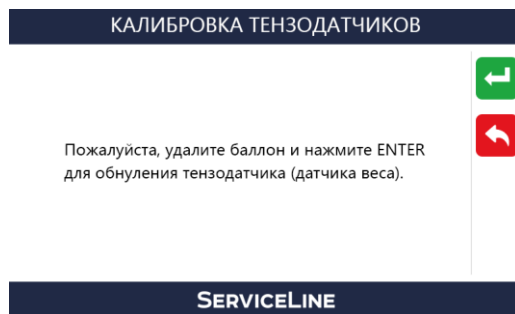 КАЛИБРОВКА ТЕНЗОДАТЧИКОВ
Пожалуйста, удалите баллон и нажмите ENTER
для обнуления тензодатчика (датчика веса).
SERVICELINE